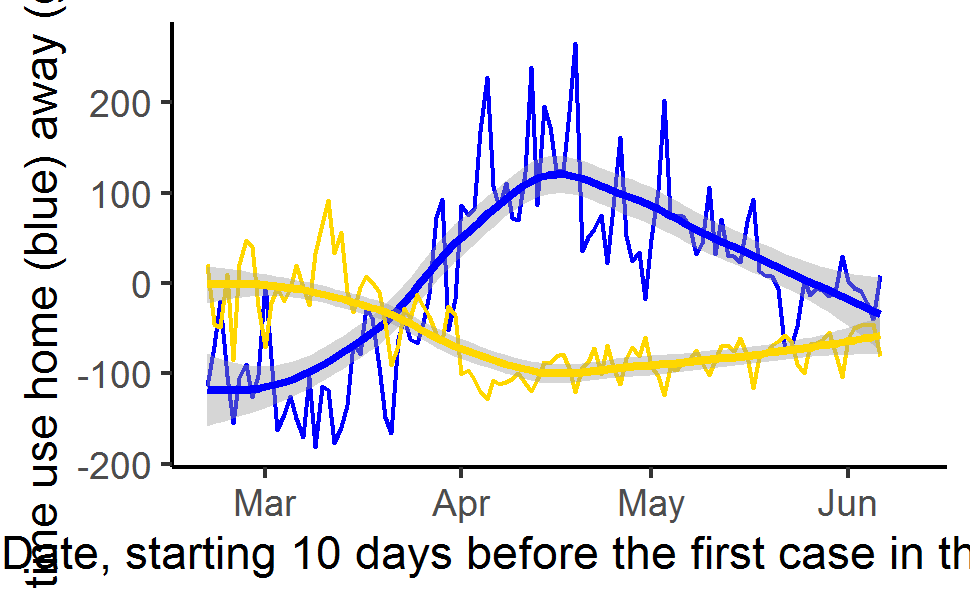 time use home (blue) away (
200
100
0
-100
-200
Mar Apr May Jun
Date, starting 10 days before the first case in th